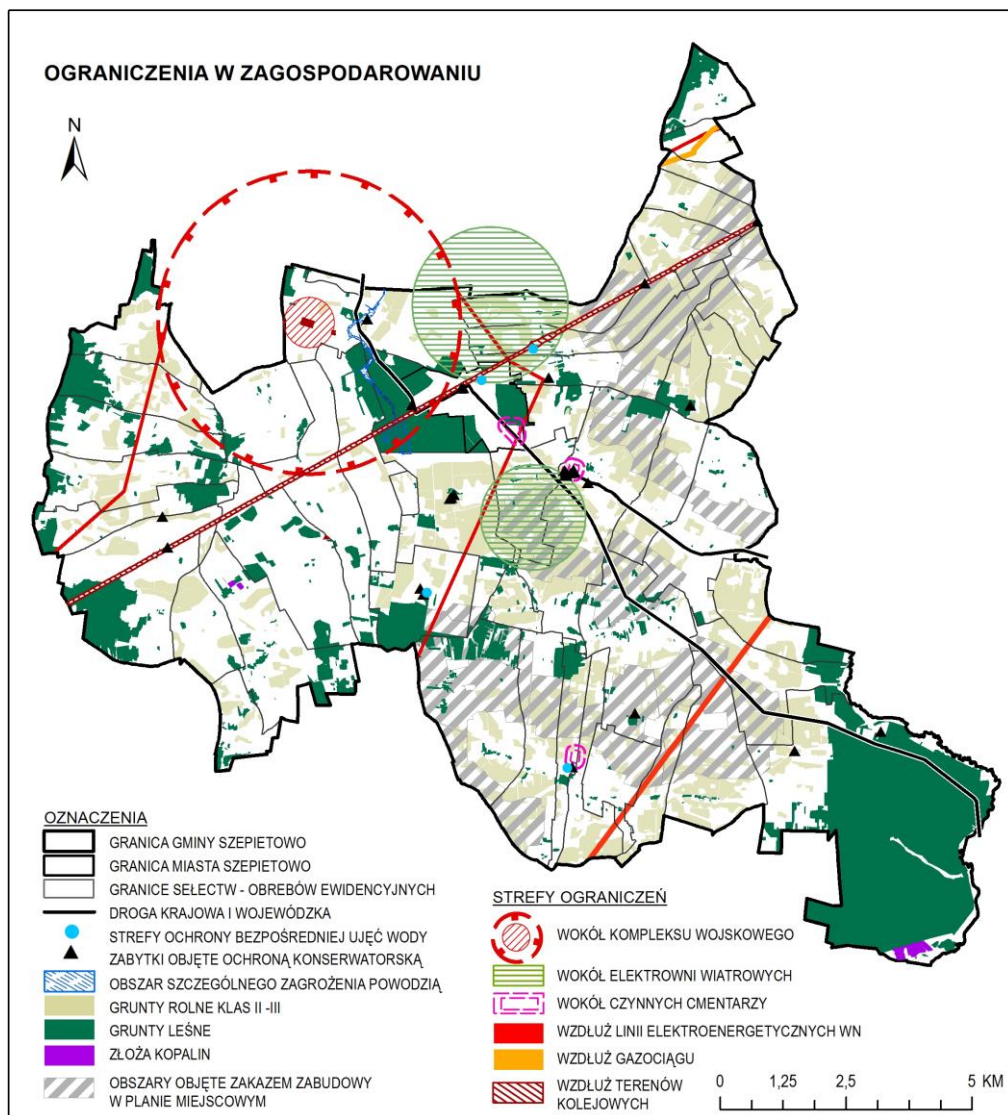 OGRANICZENIA W ZAGOSPODAROWANIU
N
OZNACZENIA
GRANICA GMINY SZEPIETOWO
GRANICA MIASTA SZEPIETOWO
GRANICE SEŁECTW - OBRĘBÓW EWIDENCYJNYCH
DROGA KRAJOWA I WOJEWÓDZKA
STREFY OCHRONY BEZPOŚREDNIEJ UJĘĆ WODY
ZABYTKI OBJĘTE OCHRONĄ KONSERWATORSKĄ
OBSZAR SZCZEGÓLNEGO ZAGROŻENIA POWODZIĄ
GRUNTY ROLNE KLAS II -III
GRUNTY LEŚNE
ZŁOŻA KOPALIN
OBSZARY OBJĘTE ZAKAZEM ZABUDOWY
W PLANIE MIEJSCOWYM
STREFY OGRANICZEŃ
WOKÓŁ KOMPLEKSU WOJSKOWEGO
WOKÓŁ ELEKTROWNI WIATROWYCH
WOKÓŁ CZYNNYCH CMENTARZY
WZDŁUŻ LINII ELEKTROENERGETYCZNYCH WN
WZDŁUŻ GAZOCIĄGU
WZDŁUŻ TERENÓW
KOLEJOWYCH
0 1,25 2,5 5 KM